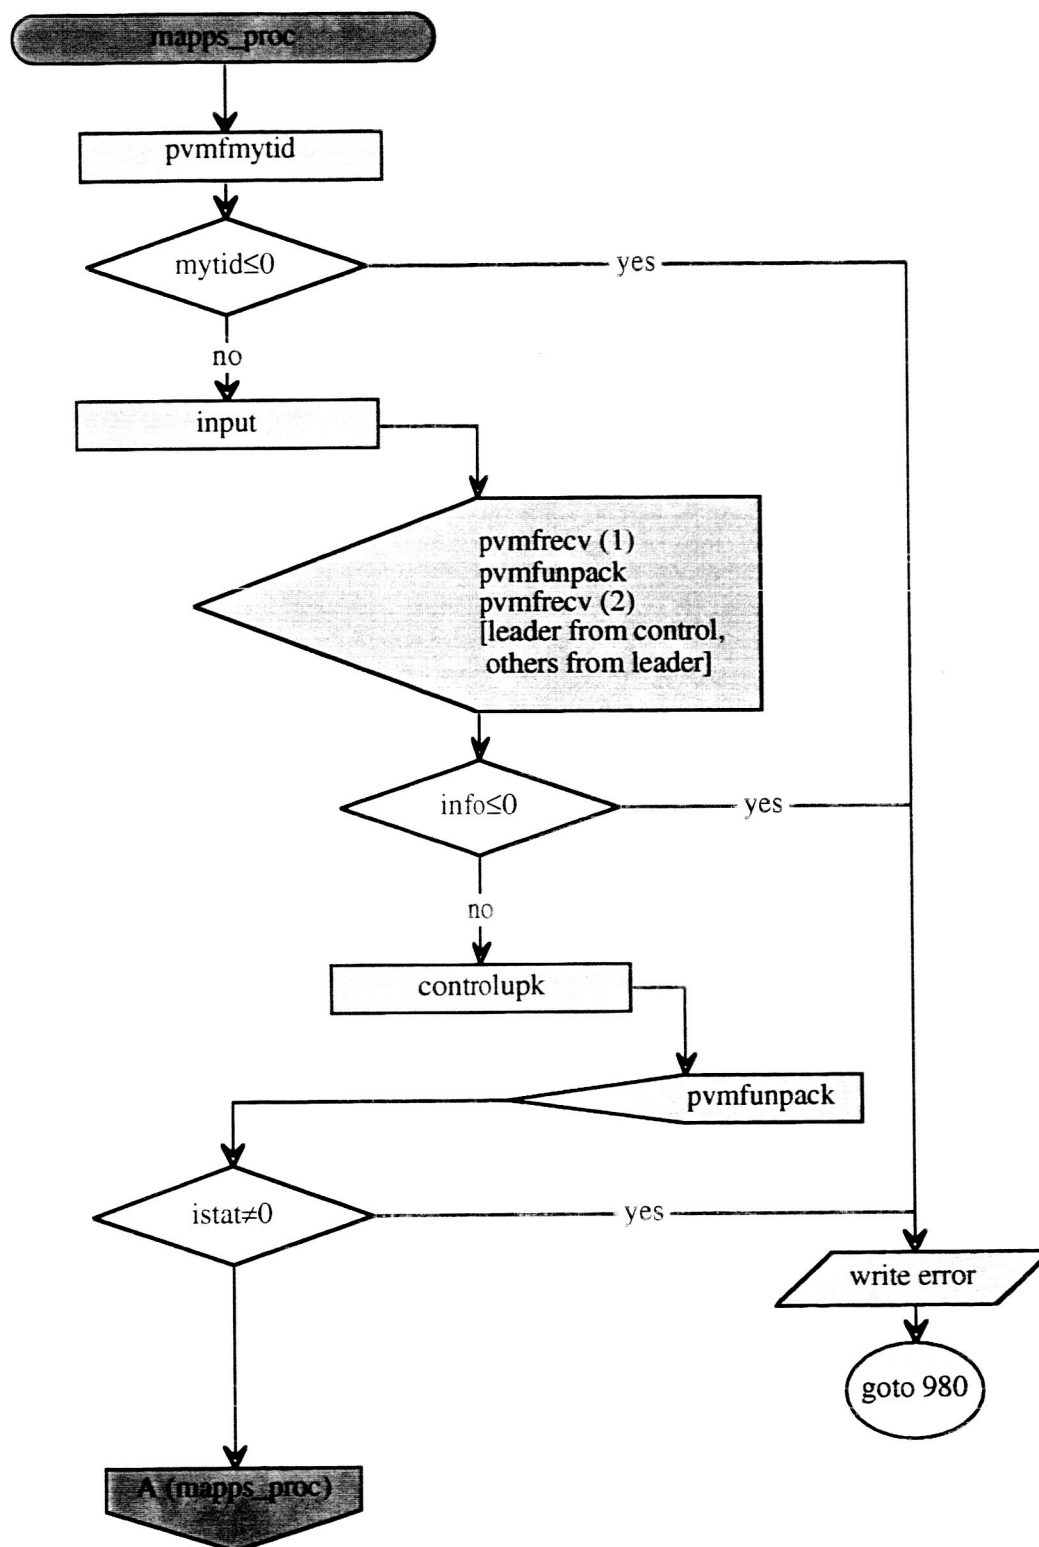 mapps_proc
pvmfmytid
mytid≤0
yes
no
input
pvmfrecv (1)
pvmfunpack
pvmfrecv (2)
[leader from control,
others from leader]
info≤0
yes
no
controlupk
pvmfunpack
istat≠0
yes
write error
goto 980
A (mapps_proc)